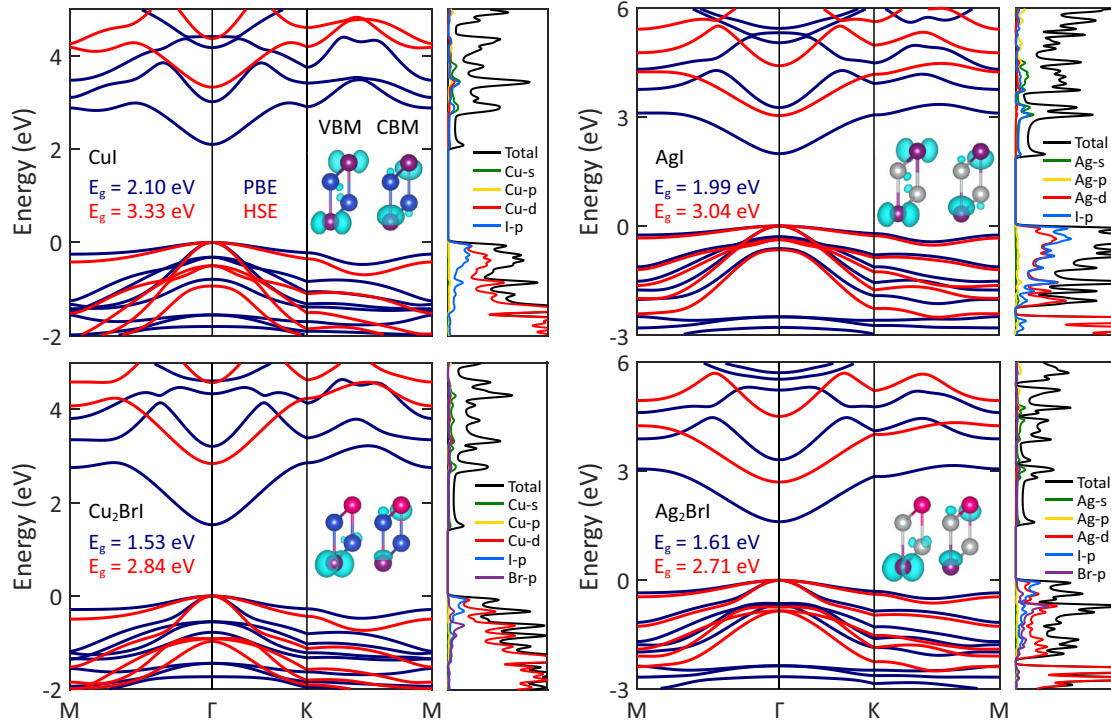 Energy (eV)
4
2
0
-2
CuI
E_g = 2.10 eV PBE
E_g = 3.33 eV HSE
VBM CBM
Total
Cu-s
Cu-p
Cu-d
I-p
Energy (eV)
6
3
0
-3
AgI
E_g = 1.99 eV
E_g = 3.04 eV
Total
Ag-s
Ag-p
Ag-d
I-p
Energy (eV)
4
2
0
-2
Cu₂BrI
E_g = 1.53 eV
E_g = 2.84 eV
Total
Cu-s
Cu-p
Cu-d
I-p
Br-p
M Γ K M
Energy (eV)
6
3
0
-3
Ag₂BrI
E_g = 1.61 eV
E_g = 2.71 eV
Total
Ag-s
Ag-p
Ag-d
I-p
Br-p
M Γ K M